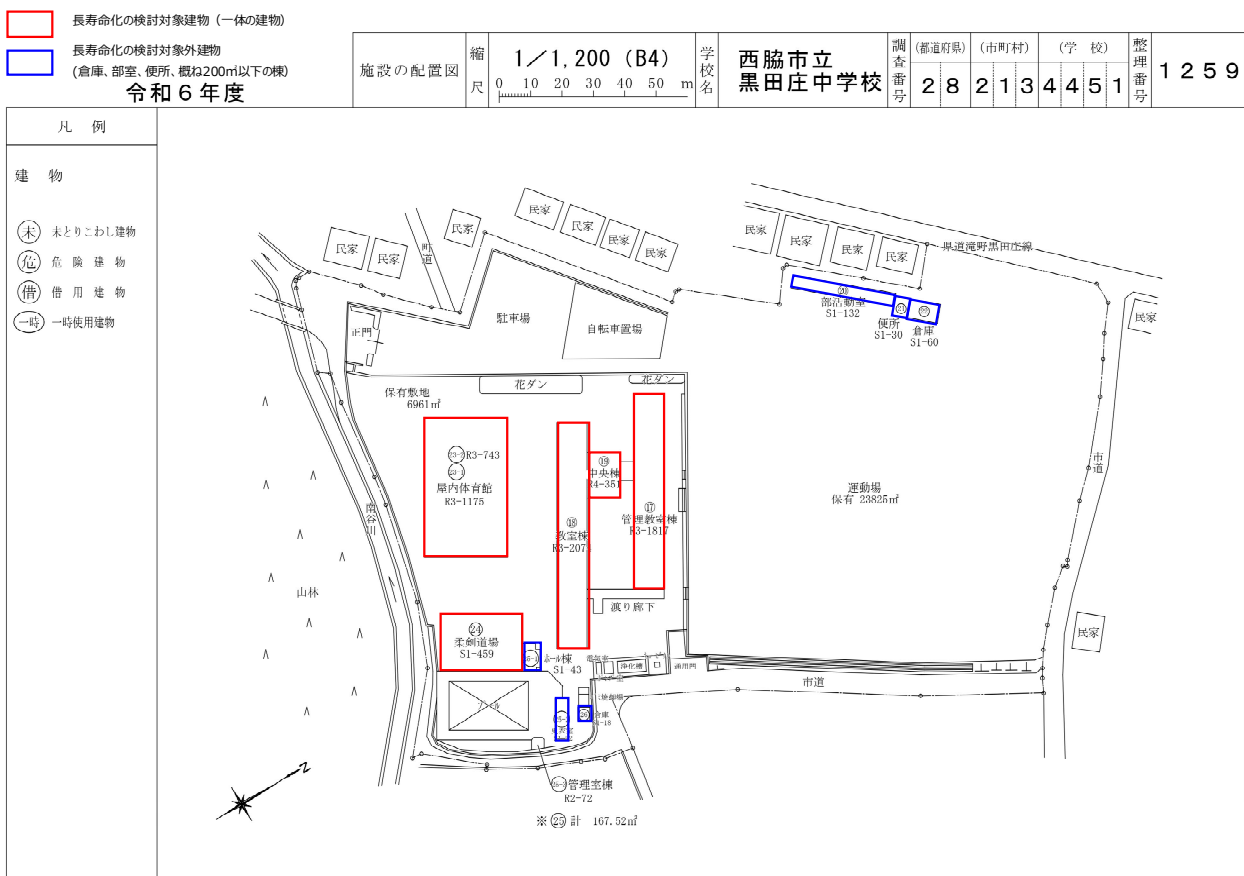 長寿命化の検討対象建物（一体の建物）
長寿命化の検討対象外建物
(倉庫、部室、便所、概ね200㎡以下の棟)
令和６年度
施設の配置図
縮尺
1／1,200 (B4)
0 10 20 30 40 50 m
学校名
西脇市立
黒田庄中学校
調査番号
(都道府県) (市町村) (学 校)
2 8 2 1 3 4 4 5 1
整理番号
1 2 5 9
凡 例
建 物
未 未とりこわし建物
危 危 険 建 物
借 借 用 建 物
一時 一時使用建物
民家
民家
町道
民家
民家
民家
民家
民家
民家
民家
民家
民家
県道滝野黒田庄線
民家
正門
駐車場
自転車置場
⑳
部活動室
S1-132
㉑
便所
S1-30
㉒
倉庫
S1-60
花ダン
花ダン
保有敷地
6961㎡
23-2 R3-743
23-1
屋内体育館
R3-1175
⑲
中央棟
R4-351
⑱
教室棟
⑰
管理教室棟
R3-1817
運動場
保有 23825㎡
市道
南谷川
山林
渡り廊下
㉔
柔剣道場
S1-459
S1-43
浄化槽
通用門
市道
民家
プール
㉖
倉庫
S1-18
管理室棟
R2-72
※ ㉕ 計 167.52㎡